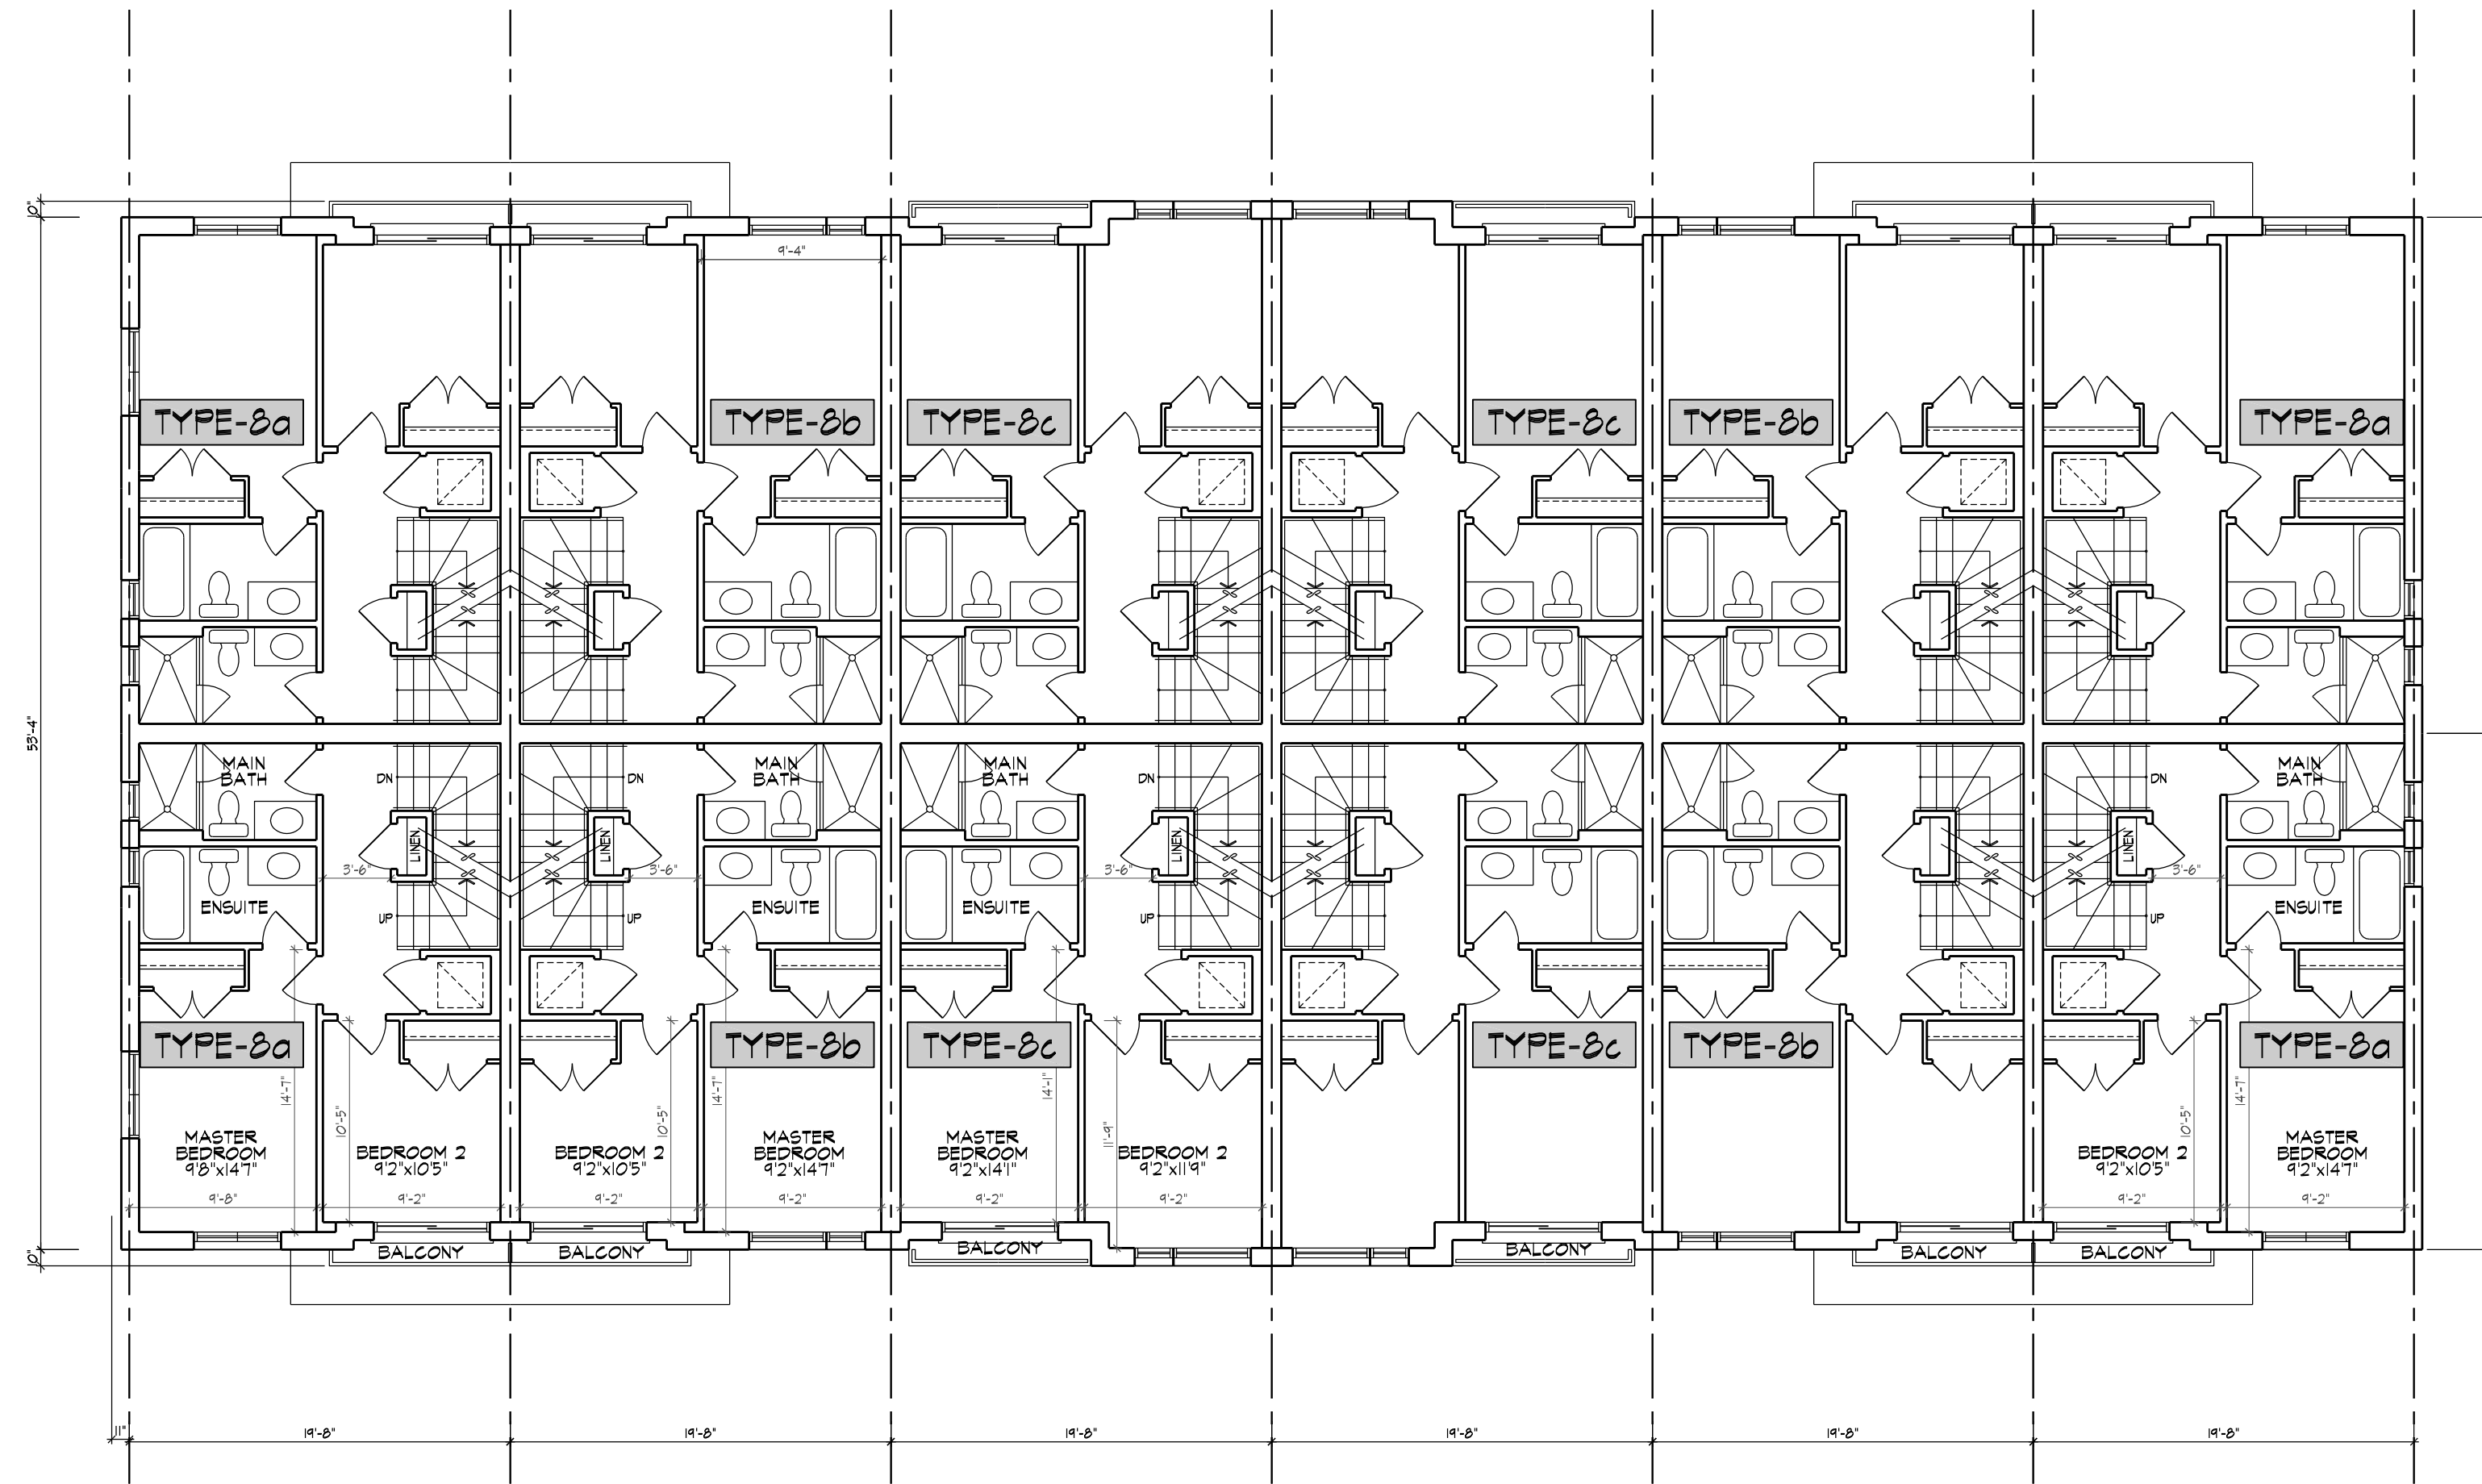 10"
9'-4"
TYPE-8a
TYPE-8b
TYPE-8c
TYPE-8c
TYPE-8b
TYPE-8a
53'-4"
MAIN
BATH
MAIN
BATH
MAIN
BATH
MAIN
BATH
DN
DN
DN
DN
LINEN
LINEN
LINEN
LINEN
3'-6"
3'-6"
3'-6"
3'-6"
ENSUITE
ENSUITE
ENSUITE
ENSUITE
UP
UP
UP
UP
TYPE-8a
TYPE-8b
TYPE-8c
TYPE-8c
TYPE-8b
TYPE-8a
14'-7"
10'-5"
10'-5"
14'-7"
14'-1"
11'-9"
10'-5"
14'-7"
MASTER
BEDROOM
9'8"x14'7"
BEDROOM 2
9'2"x10'5"
BEDROOM 2
9'2"x10'5"
MASTER
BEDROOM
9'2"x14'7"
MASTER
BEDROOM
9'2"x14'1"
BEDROOM 2
9'2"x11'9"
BEDROOM 2
9'2"x10'5"
MASTER
BEDROOM
9'2"x14'7"
9'-8"
9'-2"
9'-2"
9'-2"
9'-2"
9'-2"
9'-2"
9'-2"
10"
BALCONY
BALCONY
BALCONY
BALCONY
BALCONY
BALCONY
11"
19'-8"
19'-8"
19'-8"
19'-8"
19'-8"
19'-8"